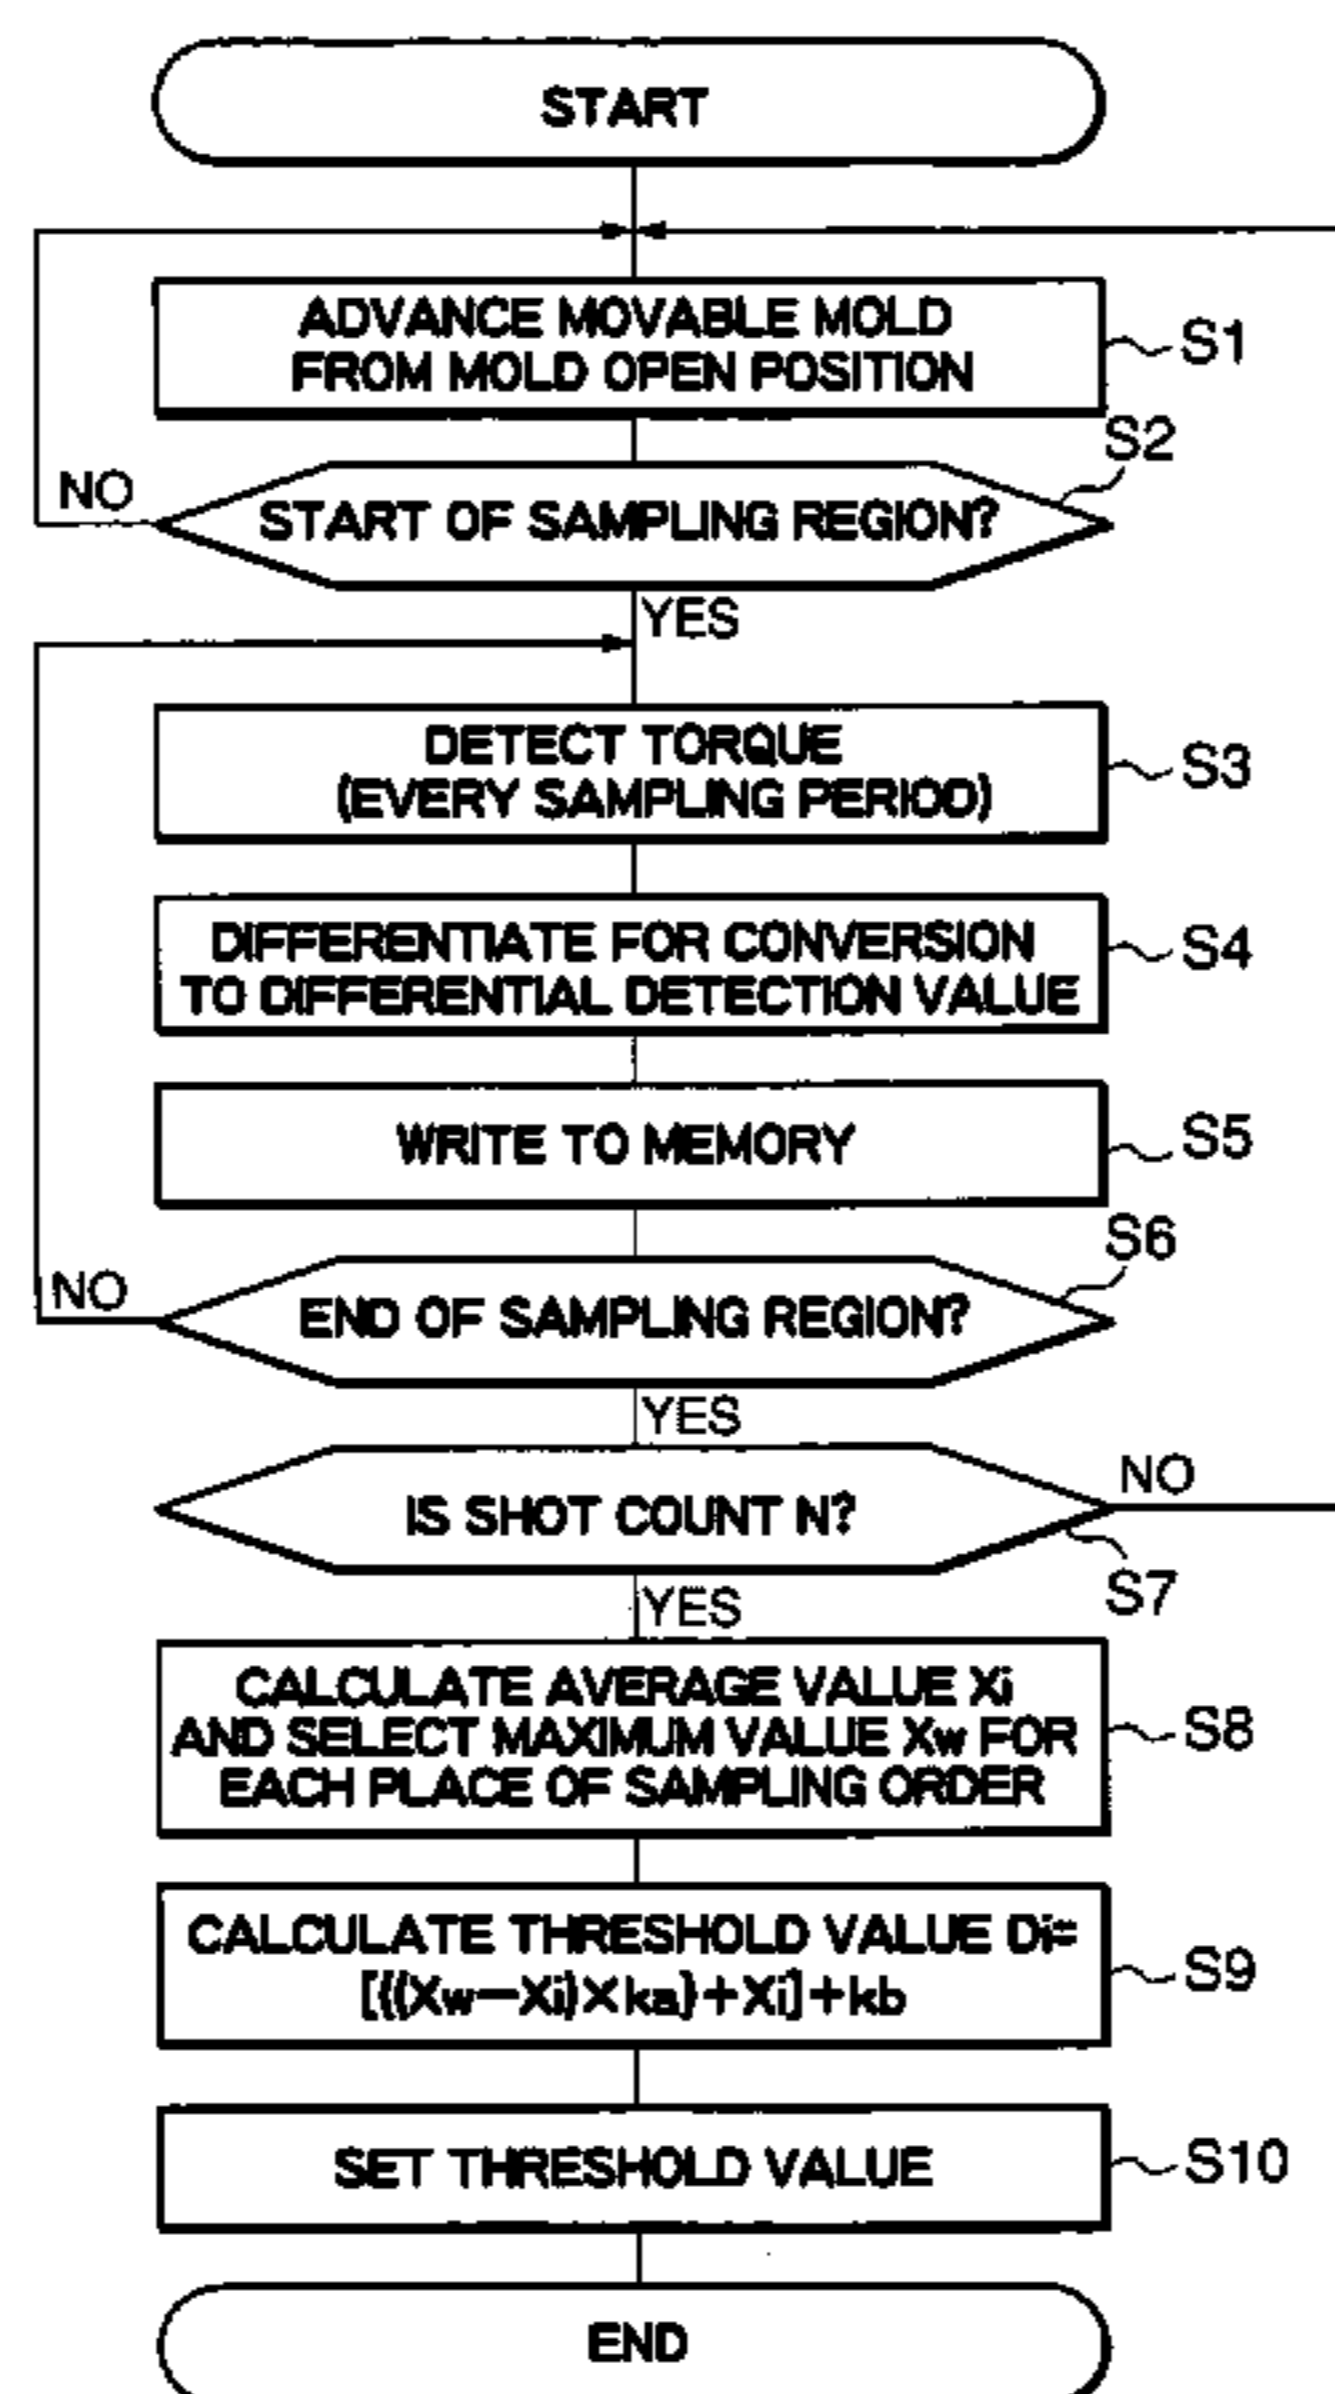 START
ADVANCE MOVABLE MOLD
FROM MOLD OPEN POSITION
S1
S2
NO
START OF SAMPLING REGION?
YES
DETECT TORQUE
(EVERY SAMPLING PERIOD)
S3
DIFFERENTIATE FOR CONVERSION
TO DIFFERENTIAL DETECTION VALUE
S4
WRITE TO MEMORY
S5
S6
NO
END OF SAMPLING REGION?
YES
NO
IS SHOT COUNT N?
S7
YES
CALCULATE AVERAGE VALUE Xi
AND SELECT MAXIMUM VALUE Xw FOR
EACH PLACE OF SAMPLING ORDER
S8
CALCULATE THRESHOLD VALUE Di=
[{(Xw-Xi)×ka}+Xi]+kb
S9
SET THRESHOLD VALUE
S10
END